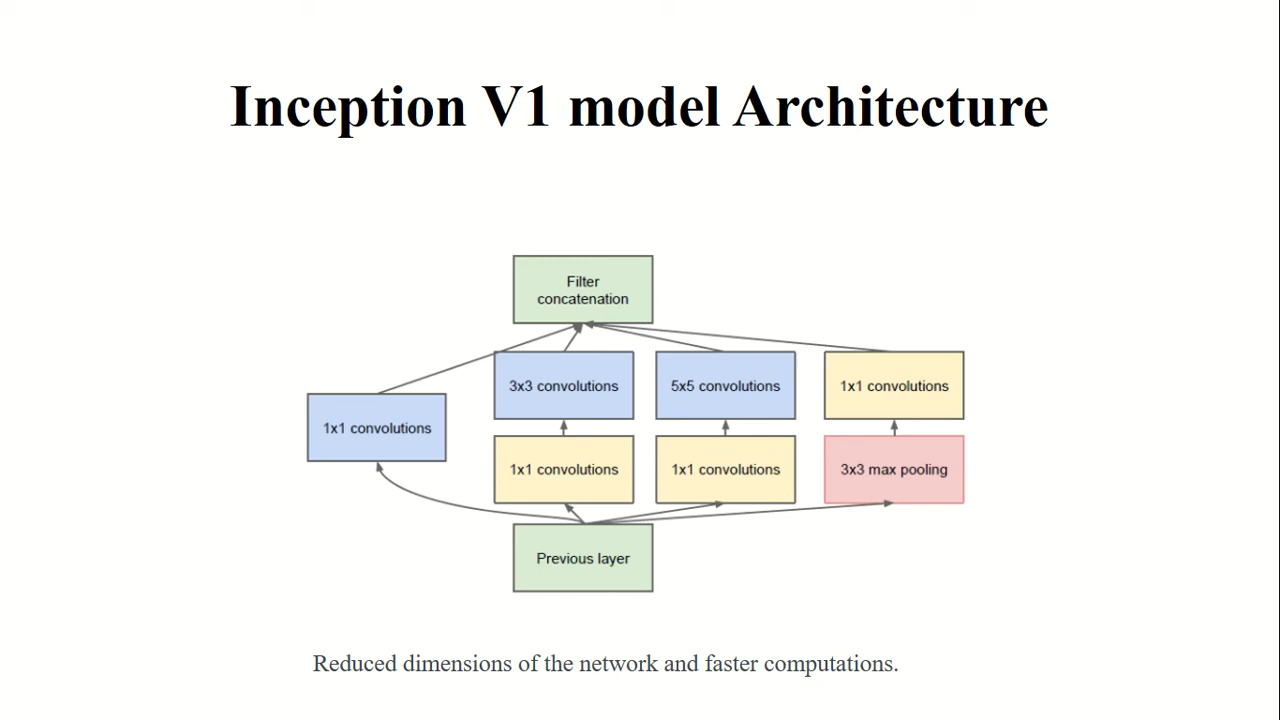 Inception V1 model Architecture
Filter
concatenation
3x3 convolutions
5x5 convolutions
1x1 convolutions
1x1 convolutions
1x1 convolutions
1x1 convolutions
3x3 max pooling
Previous layer
Reduced dimensions of the network and faster computations.